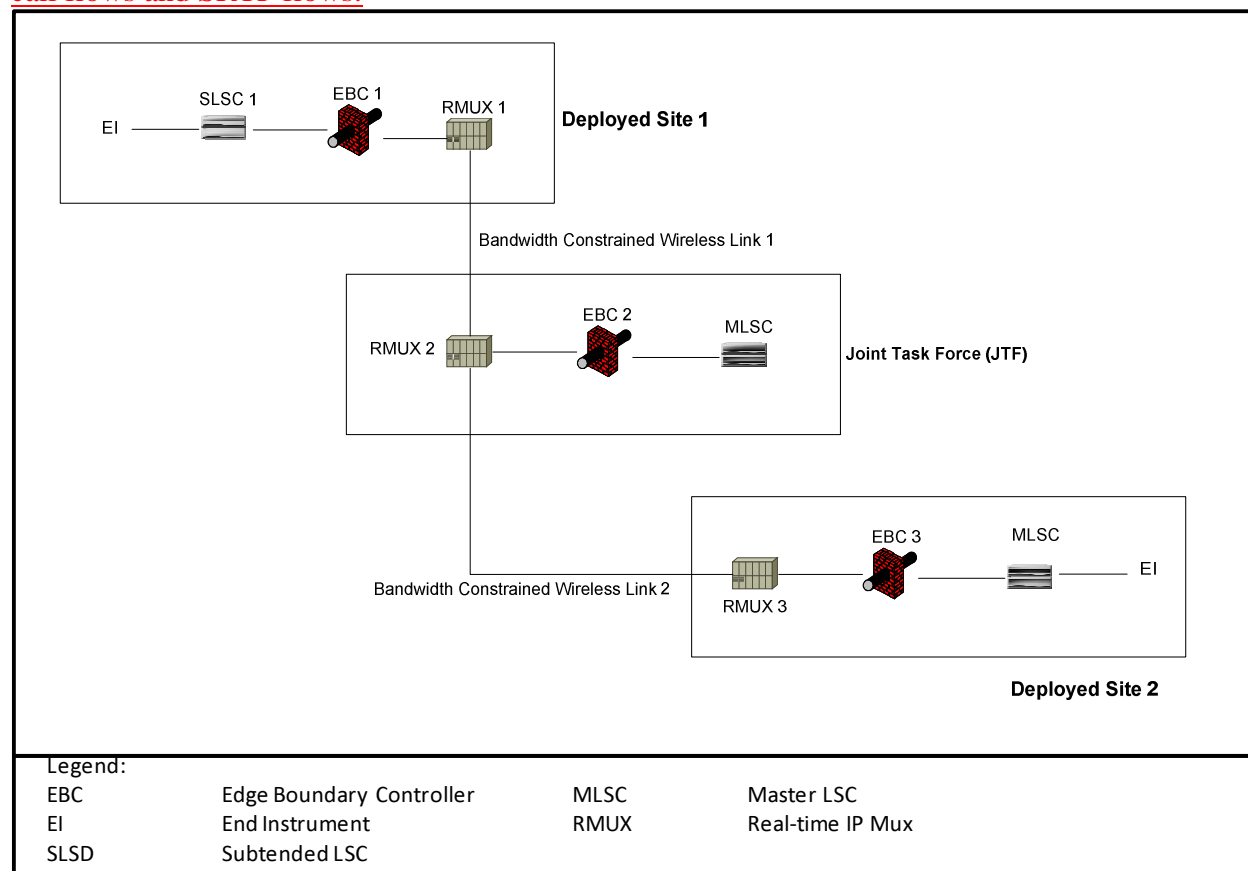 SLSC 1
EBC 1
RMUX 1
EI
Deployed Site 1
Bandwidth Constrained Wireless Link 1
EBC 2
MLSC
RMUX 2
Joint Task Force (JTF)
EBC 3
MLSC
EI
Bandwidth Constrained Wireless Link 2
RMUX 3
Deployed Site 2
Legend:
EBC Edge Boundary Controller MLSC Master LSC
EI End Instrument RMUX Real-time IP Mux
SLSD Subtended LSC